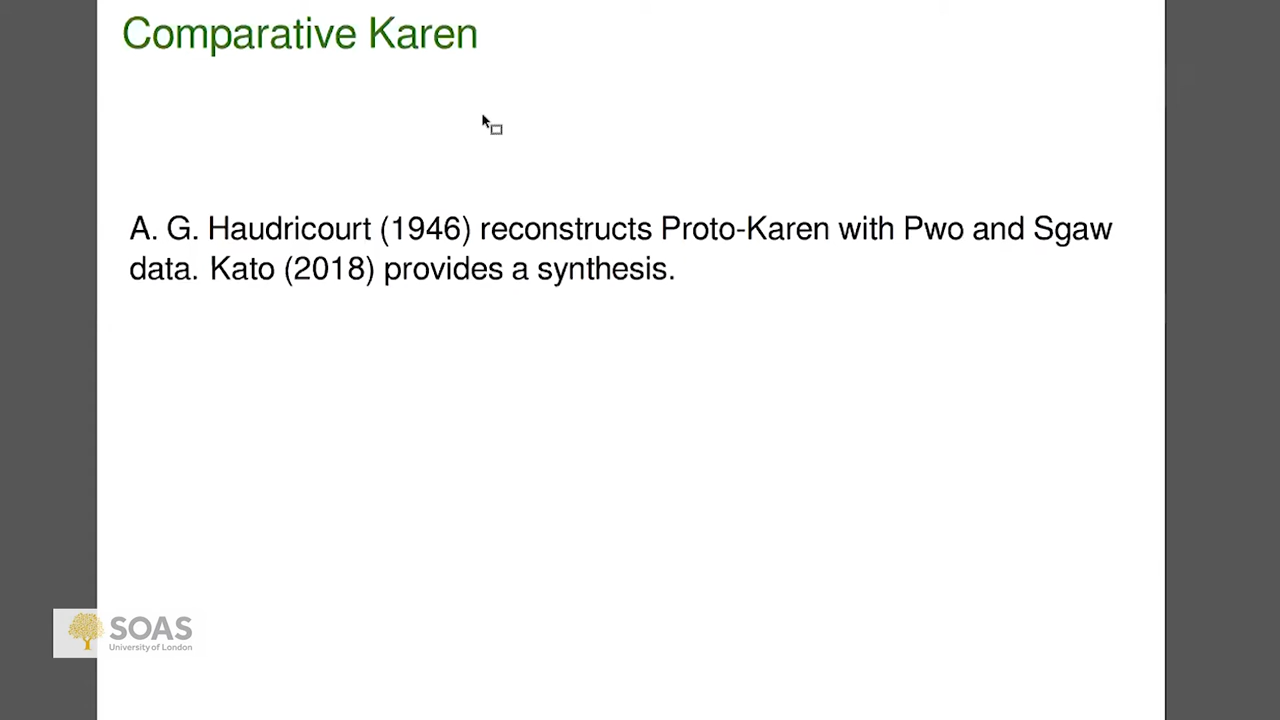 Comparative Karen
A. G. Haudricourt (1946) reconstructs Proto-Karen with Pwo and Sgaw
data. Kato (2018) provides a synthesis.
SOAS
University of London